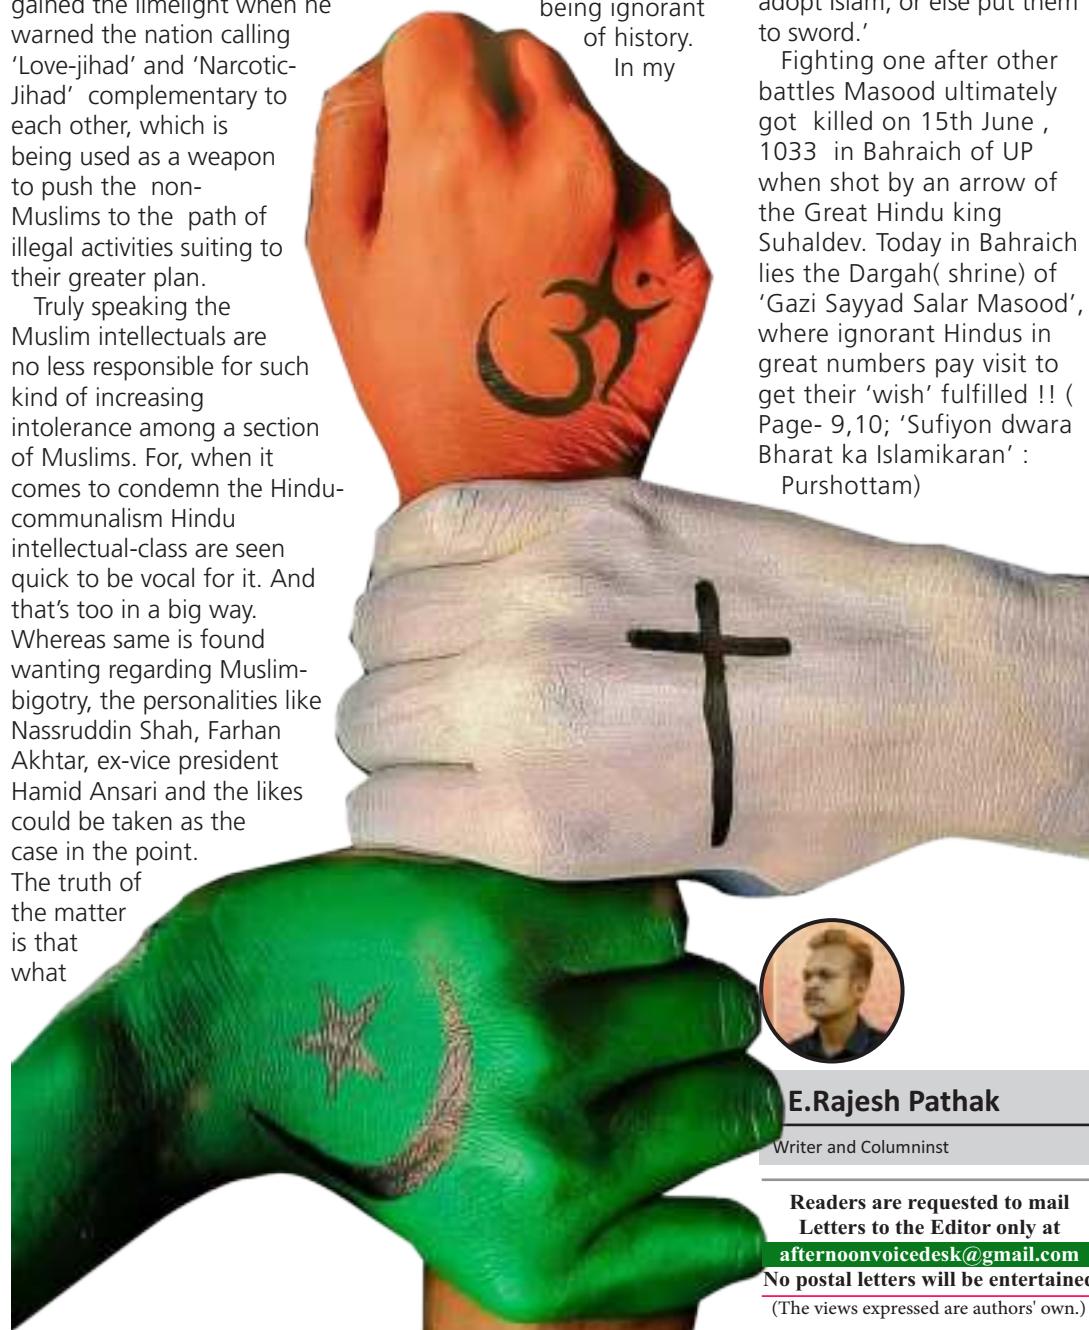 gained the limelight when he
warned the nation calling
‘Love-jihad’ and ‘Narcotic-
Jihad’ complementary to
each other, which is
being used as a weapon
to push the non-
Muslims to the path of
illegal activities suiting to
their greater plan.
Truly speaking the
Muslim intellectuals are
no less responsible for such
kind of increasing
intolerance among a section
of Muslims. For, when it
comes to condemn the Hindu-
communalism Hindu
intellectual-class are seen
quick to be vocal for it. And
that’s too in a big way.
Whereas same is found
wanting regarding Muslim-
bigotry, the personalities like
Nassruddin Shah, Farhan
Akhtar, ex-vice president
Hamid Ansari and the likes
could be taken as the
case in the point.
The truth of
the matter
is that
what
being ignorant
of history.
In my
adopt Islam, or else put them
to sword.’
Fighting one after other
battles Masood ultimately
got killed on 15th June ,
1033 in Bahraich of UP
when shot by an arrow of
the Great Hindu king
Suhaldev. Today in Bahraich
lies the Dargah( shrine) of
‘Gazi Sayyad Salar Masood’,
where ignorant Hindus in
great numbers pay visit to
get their ‘wish’ fulfilled !! (
Page- 9,10; ‘Sufiyon dwara
Bharat ka Islamikaran’ :
Purshottam)
ॐ
E.Rajesh Pathak
Writer and Columninst
Readers are requested to mail
Letters to the Editor only at
afternoonvoicedesk@gmail.com
No postal letters will be entertained
(The views expressed are authors' own.)